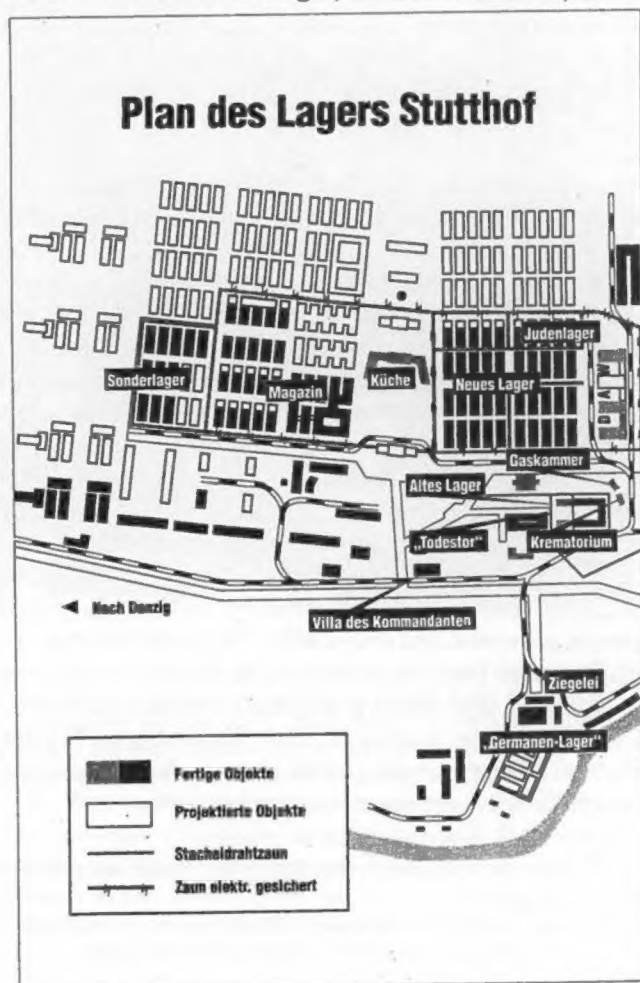 Plan des Lagers Stutthof
Judenlager
Sonderlager
Magazin
Küche
Neues Lager
D A W
Gaskammer
Altes Lager
„Todestor“
Krematorium
Nach Danzig
Villa des Kommandanten
Ziegelei
„Germanen-Lager“
Fertige Objekte
Projektierte Objekte
Stacheldrahtzaun
Zaun elektr. gesichert